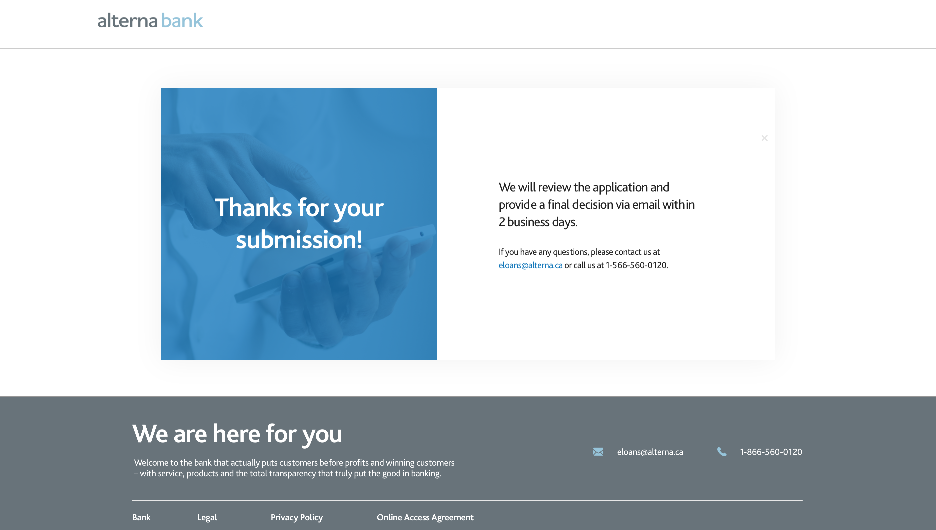 alterna bank
Thanks for your
submission!
We will review the application and
provide a final decision via email within
2 business days.
If you have any questions, please contact us at
eloans@alterna.ca or call us at 1-566-560-0120.
We are here for you
Welcome to the bank that actually puts customers before profits and winning customers
– with service, products and the total transparency that truly put the good in banking.
eloans@alterna.ca
1-866-560-0120
Bank Legal Privacy Policy Online Access Agreement